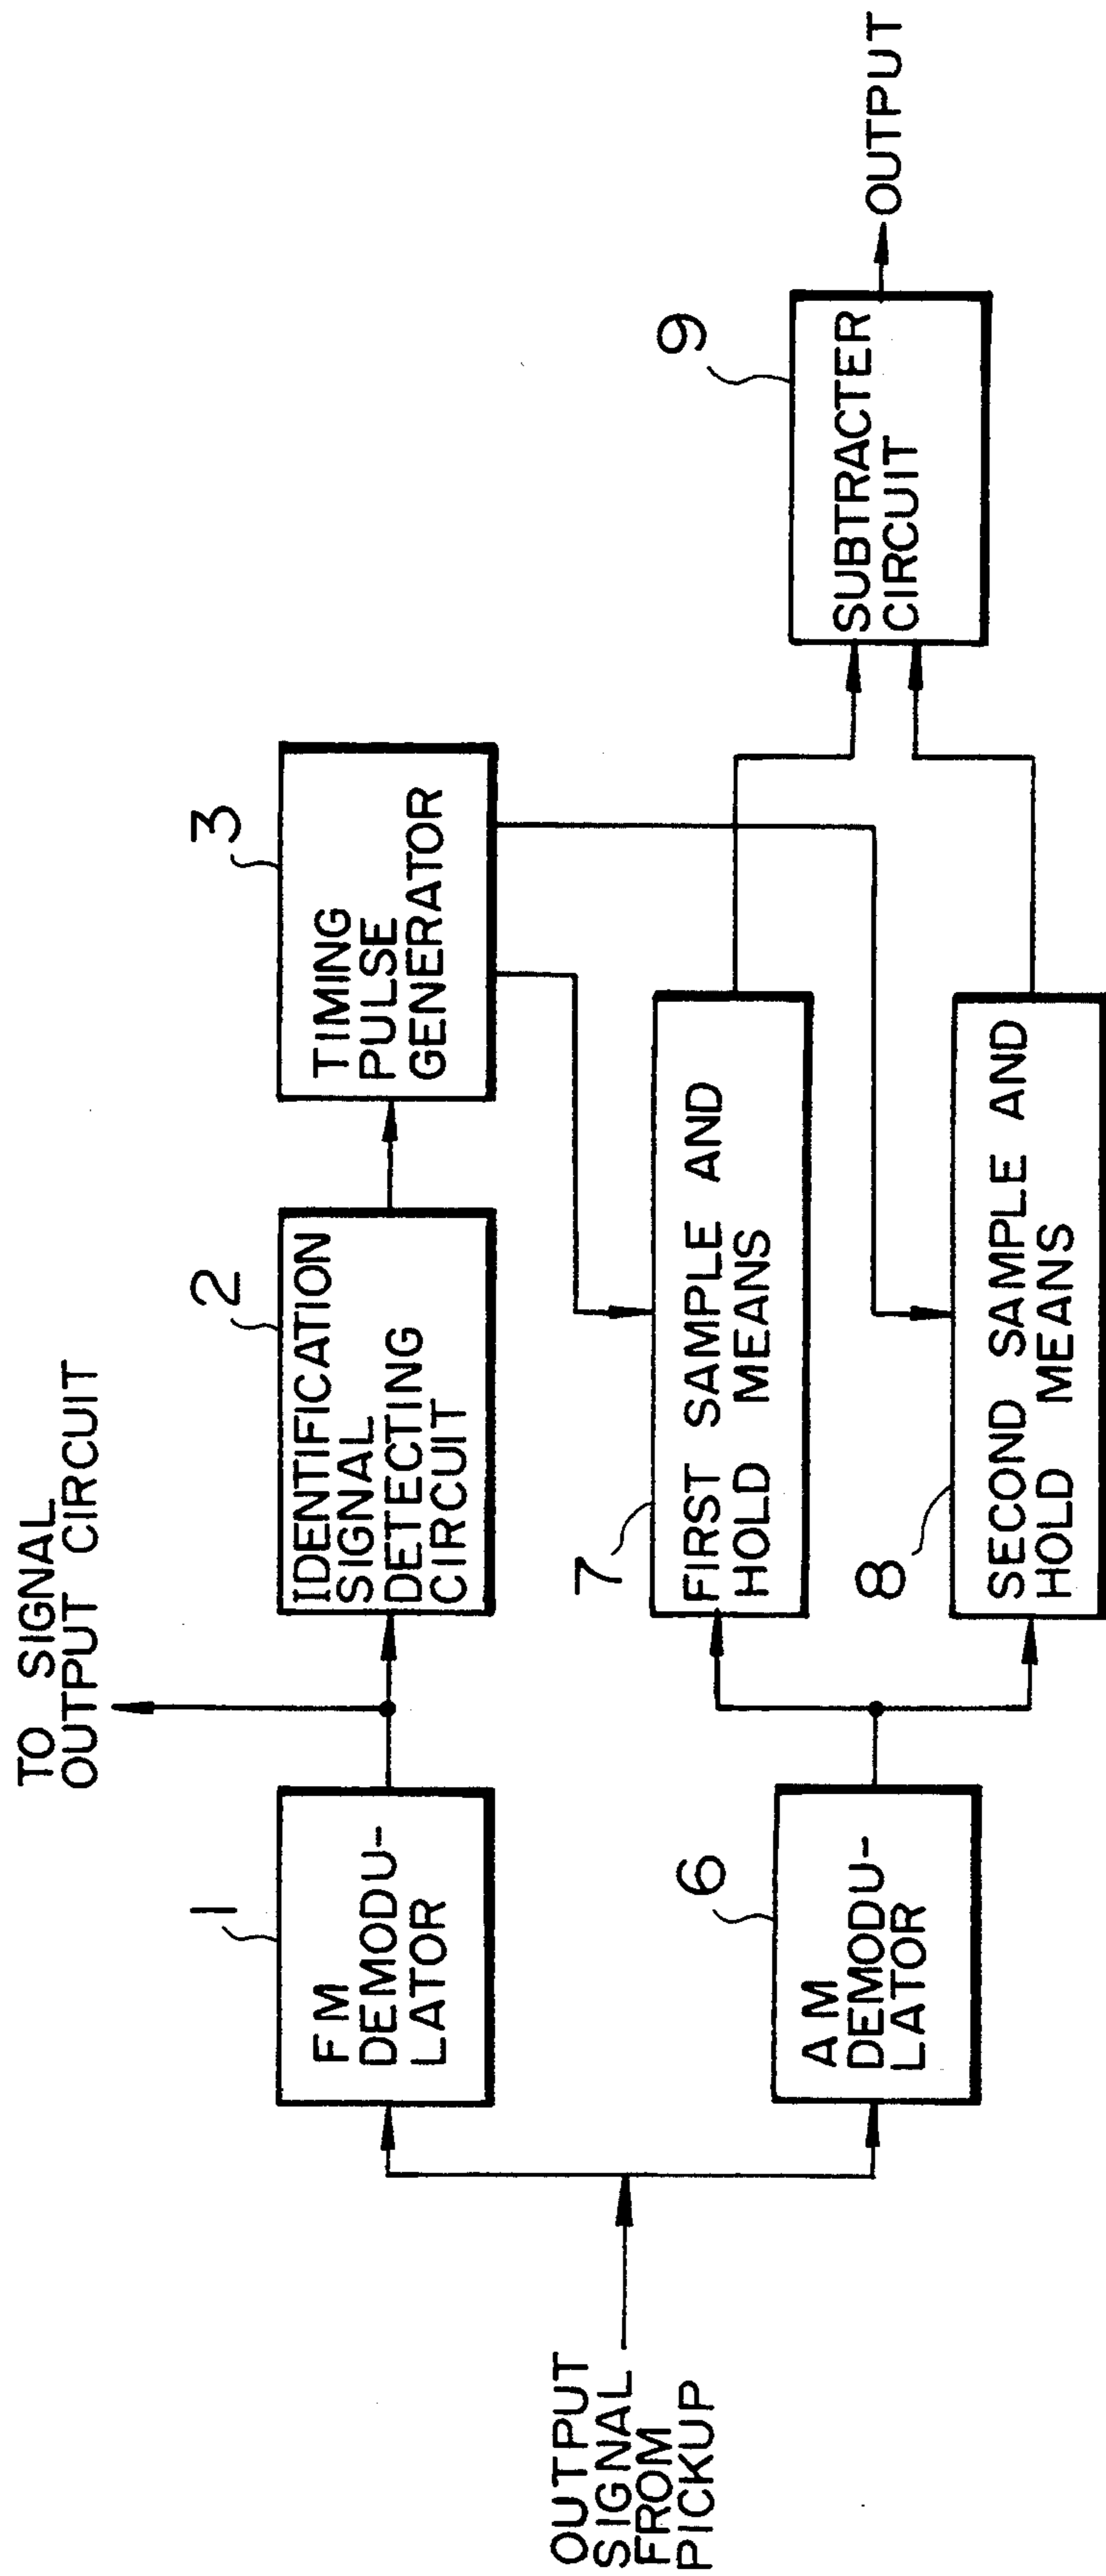 TO SIGNAL
OUTPUT CIRCUIT
1
FM
DEMODU-
LATOR
2
IDENTIFICATION
SIGNAL
DETECTING
CIRCUIT
3
TIMING
PULSE
GENERATOR
OUTPUT
SIGNAL
FROM
PICKUP
6
AM
DEMODU-
LATOR
7
FIRST SAMPLE AND
HOLD MEANS
8
SECOND SAMPLE AND
HOLD MEANS
9
SUBTRACTER
CIRCUIT
OUTPUT